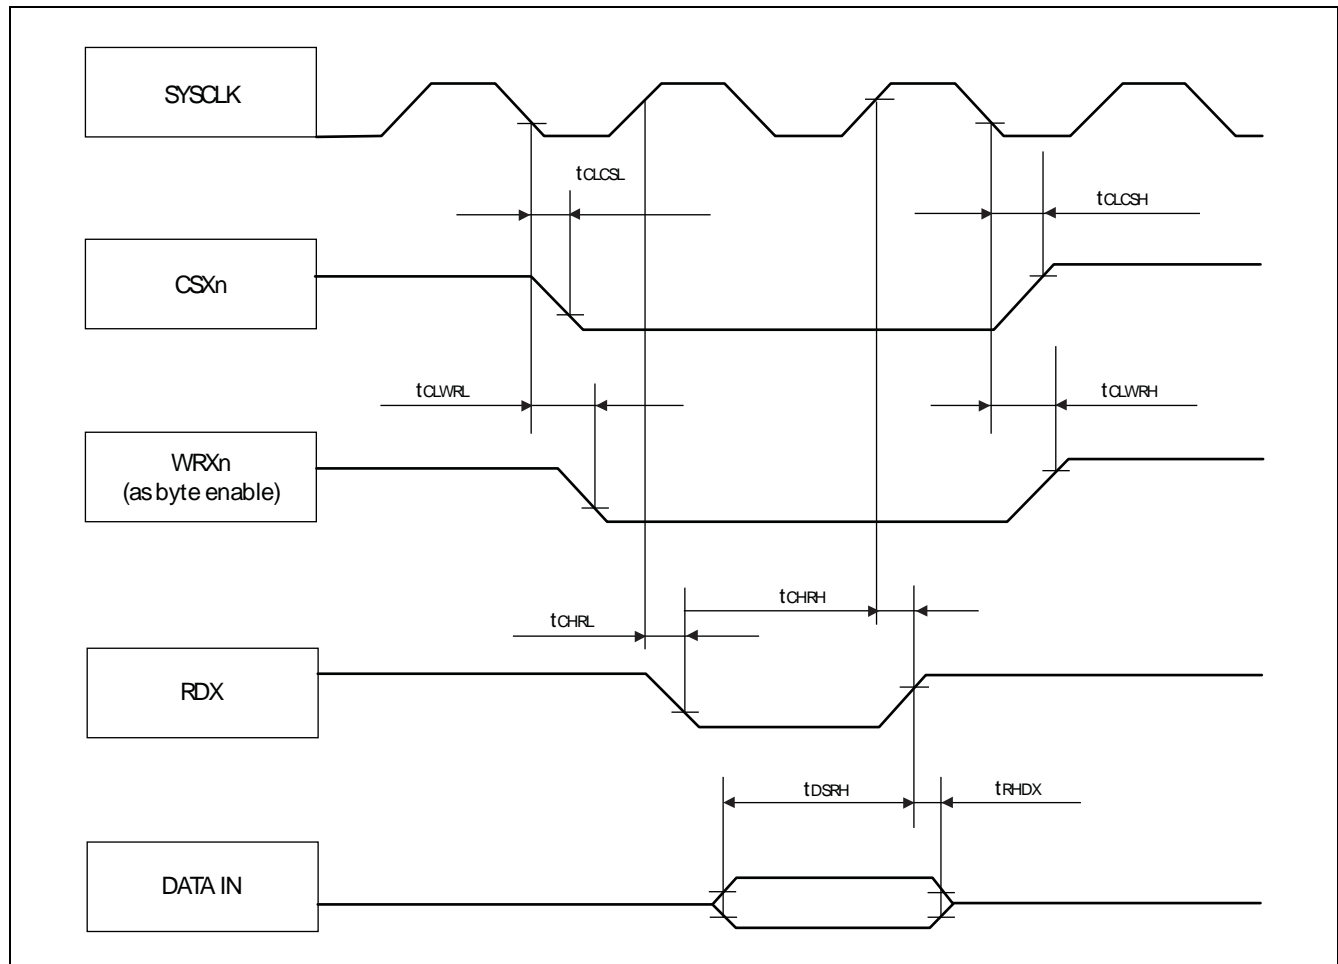 SYSCLK
tCLCSL
tCLCSH
CSXn
tCLWRL
tCLWRH
WRXn
(as byte enable)
tCHRH
tCHRL
RDX
tDSRH
tRHDX
DATA IN